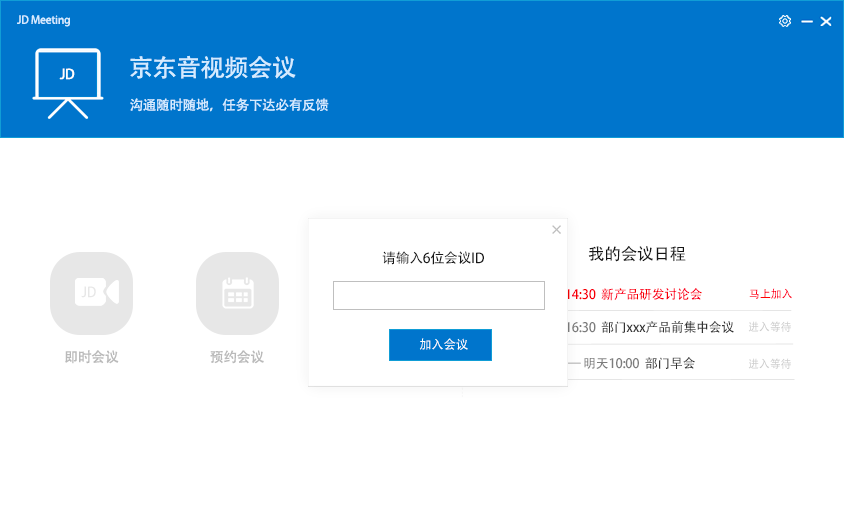 JD Meeting
JD
京东音视频会议
沟通随时随地，任务下达必有反馈
JD
即时会议
预约会议
请输入6位会议ID
加入会议
我的会议日程
14:30 新产品研发讨论会 马上加入
16:30 部门xxx产品前集中会议 进入等待
— 明天10:00 部门早会 进入等待